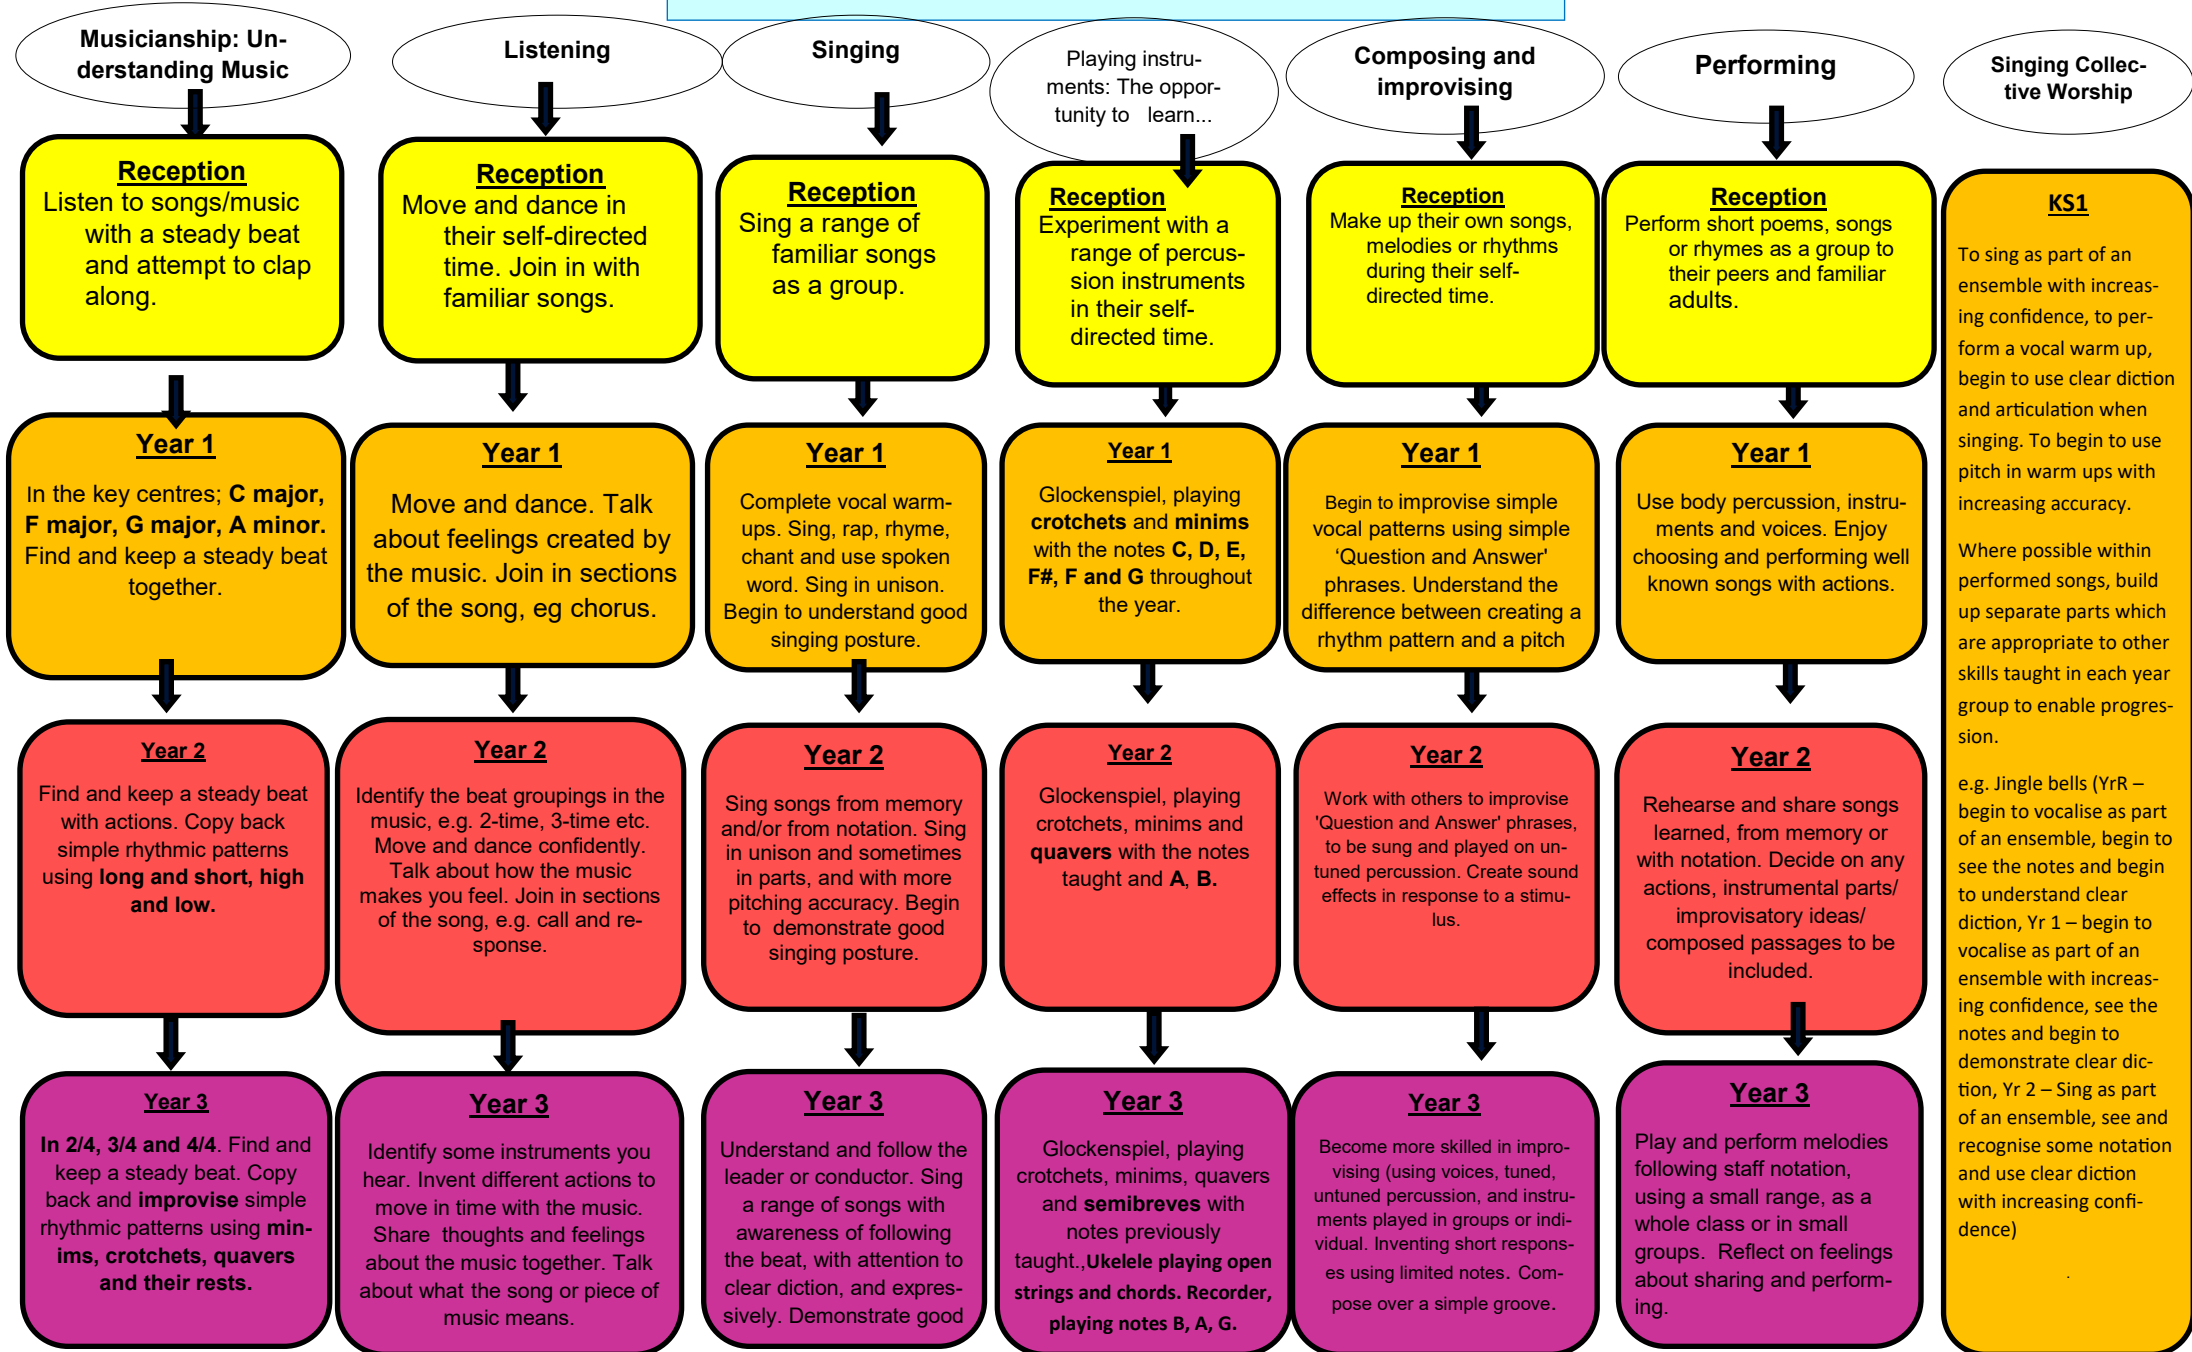 Musicianship: Un-
derstanding Music
Reception
Listen to songs/music
with a steady beat
and attempt to clap
along.
Year 1
In the key centres; C major,
F major, G major, A minor.
Find and keep a steady beat
together.
Year 2
Find and keep a steady beat
with actions. Copy back
simple rhythmic patterns
using long and short, high
and low.
Year 3
In 2/4, 3/4 and 4/4. Find and
keep a steady beat. Copy
back and improvise simple
rhythmic patterns using min-
ims, crotchets, quavers
and their rests.
Listening
Reception
Move and dance in
their self-directed
time. Join in with
familiar songs.
Year 1
Move and dance. Talk
about feelings created by
the music. Join in sections
of the song, eg chorus.
Year 2
Identify the beat groupings in the
music, e.g. 2-time, 3-time etc.
Move and dance confidently.
Talk about how the music
makes you feel. Join in sections
of the song, e.g. call and re-
sponse.
Year 3
Identify some instruments you
hear. Invent different actions to
move in time with the music.
Share thoughts and feelings
about the music together. Talk
about what the song or piece of
music means.
Singing
Reception
Sing a range of
familiar songs
as a group.
Year 1
Complete vocal warm-
ups. Sing, rap, rhyme,
chant and use spoken
word. Sing in unison.
Begin to understand good
singing posture.
Year 2
Sing songs from memory
and/or from notation. Sing
in unison and sometimes
in parts, and with more
pitching accuracy. Begin
to demonstrate good
singing posture.
Year 3
Understand and follow the
leader or conductor. Sing
a range of songs with
awareness of following
the beat, with attention to
clear diction, and expres-
sively. Demonstrate good
Playing instru-
ments: The oppor-
tunity to learn...
Reception
Experiment with a
range of percus-
sion instruments
in their self-
directed time.
Year 1
Glockenspiel, playing
crotchets and minims
with the notes C, D, E,
F#, F and G throughout
the year.
Year 2
Glockenspiel, playing
crotchets, minims and
quavers with the notes
taught and A, B.
Year 3
Glockenspiel, playing
crotchets, minims, quavers
and semibreves with
notes previously
taught.,Ukelele playing open
strings and chords. Recorder,
playing notes B, A, G.
Composing and
improvising
Reception
Make up their own songs,
melodies or rhythms
during their self-
directed time.
Year 1
Begin to improvise simple
vocal patterns using simple
‘Question and Answer'
phrases. Understand the
difference between creating a
rhythm pattern and a pitch
Year 2
Work with others to improvise
'Question and Answer' phrases,
to be sung and played on un-
tuned percussion. Create sound
effects in response to a stimu-
lus.
Year 3
Become more skilled in impro-
vising (using voices, tuned,
untuned percussion, and instru-
ments played in groups or indi-
vidual. Inventing short respons-
es using limited notes. Com-
pose over a simple groove.
Performing
Reception
Perform short poems, songs
or rhymes as a group to
their peers and familiar
adults.
Year 1
Use body percussion, instru-
ments and voices. Enjoy
choosing and performing well
known songs with actions.
Year 2
Rehearse and share songs
learned, from memory or
with notation. Decide on any
actions, instrumental parts/
improvisatory ideas/
composed passages to be
included.
Year 3
Play and perform melodies
following staff notation,
using a small range, as a
whole class or in small
groups. Reflect on feelings
about sharing and perform-
ing.
Singing Collec-
tive Worship
KS1
To sing as part of an
ensemble with increas-
ing confidence, to per-
form a vocal warm up,
begin to use clear diction
and articulation when
singing. To begin to use
pitch in warm ups with
increasing accuracy.
Where possible within
performed songs, build
up separate parts which
are appropriate to other
skills taught in each year
group to enable progres-
sion.
e.g. Jingle bells (YrR –
begin to vocalise as part
of an ensemble, begin to
see the notes and begin
to understand clear
diction, Yr 1 – begin to
vocalise as part of an
ensemble with increas-
ing confidence, see the
notes and begin to
demonstrate clear dic-
tion, Yr 2 – Sing as part
of an ensemble, see and
recognise some notation
and use clear diction
with increasing confi-
dence)
.